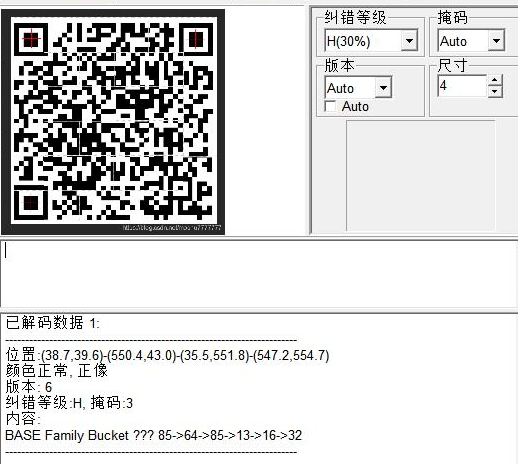 纠错等级
掩码
H(30%)
Auto
版本
尺寸
Auto
4
Auto
https://blog.csdn.net/mochu7777777
已解码数据 1:
位置:(38.7,39.6)-(550.4,43.0)-(35.5,551.8)-(547.2,554.7)
颜色正常, 正像
版本: 6
纠错等级:H, 掩码:3
内容:
BASE Family Bucket ??? 85->64->85->13->16->32